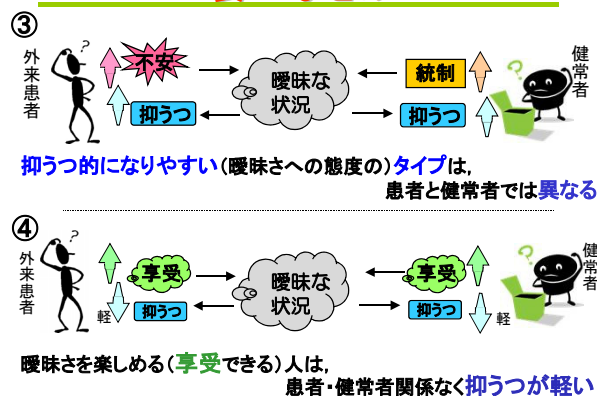 ③
外来患者
?
不安
抑うつ
曖昧な
状況
統制
抑うつ
?
健常者
抑うつ的になりやすい(曖昧さへの態度の)タイプは,
患者と健常者では異なる
④
外来患者
?
享受
軽
抑うつ
曖昧な
状況
享受
抑うつ
軽
?
健常者
曖昧さを楽しめる(享受できる)人は,
患者・健常者関係なく抑うつが軽い